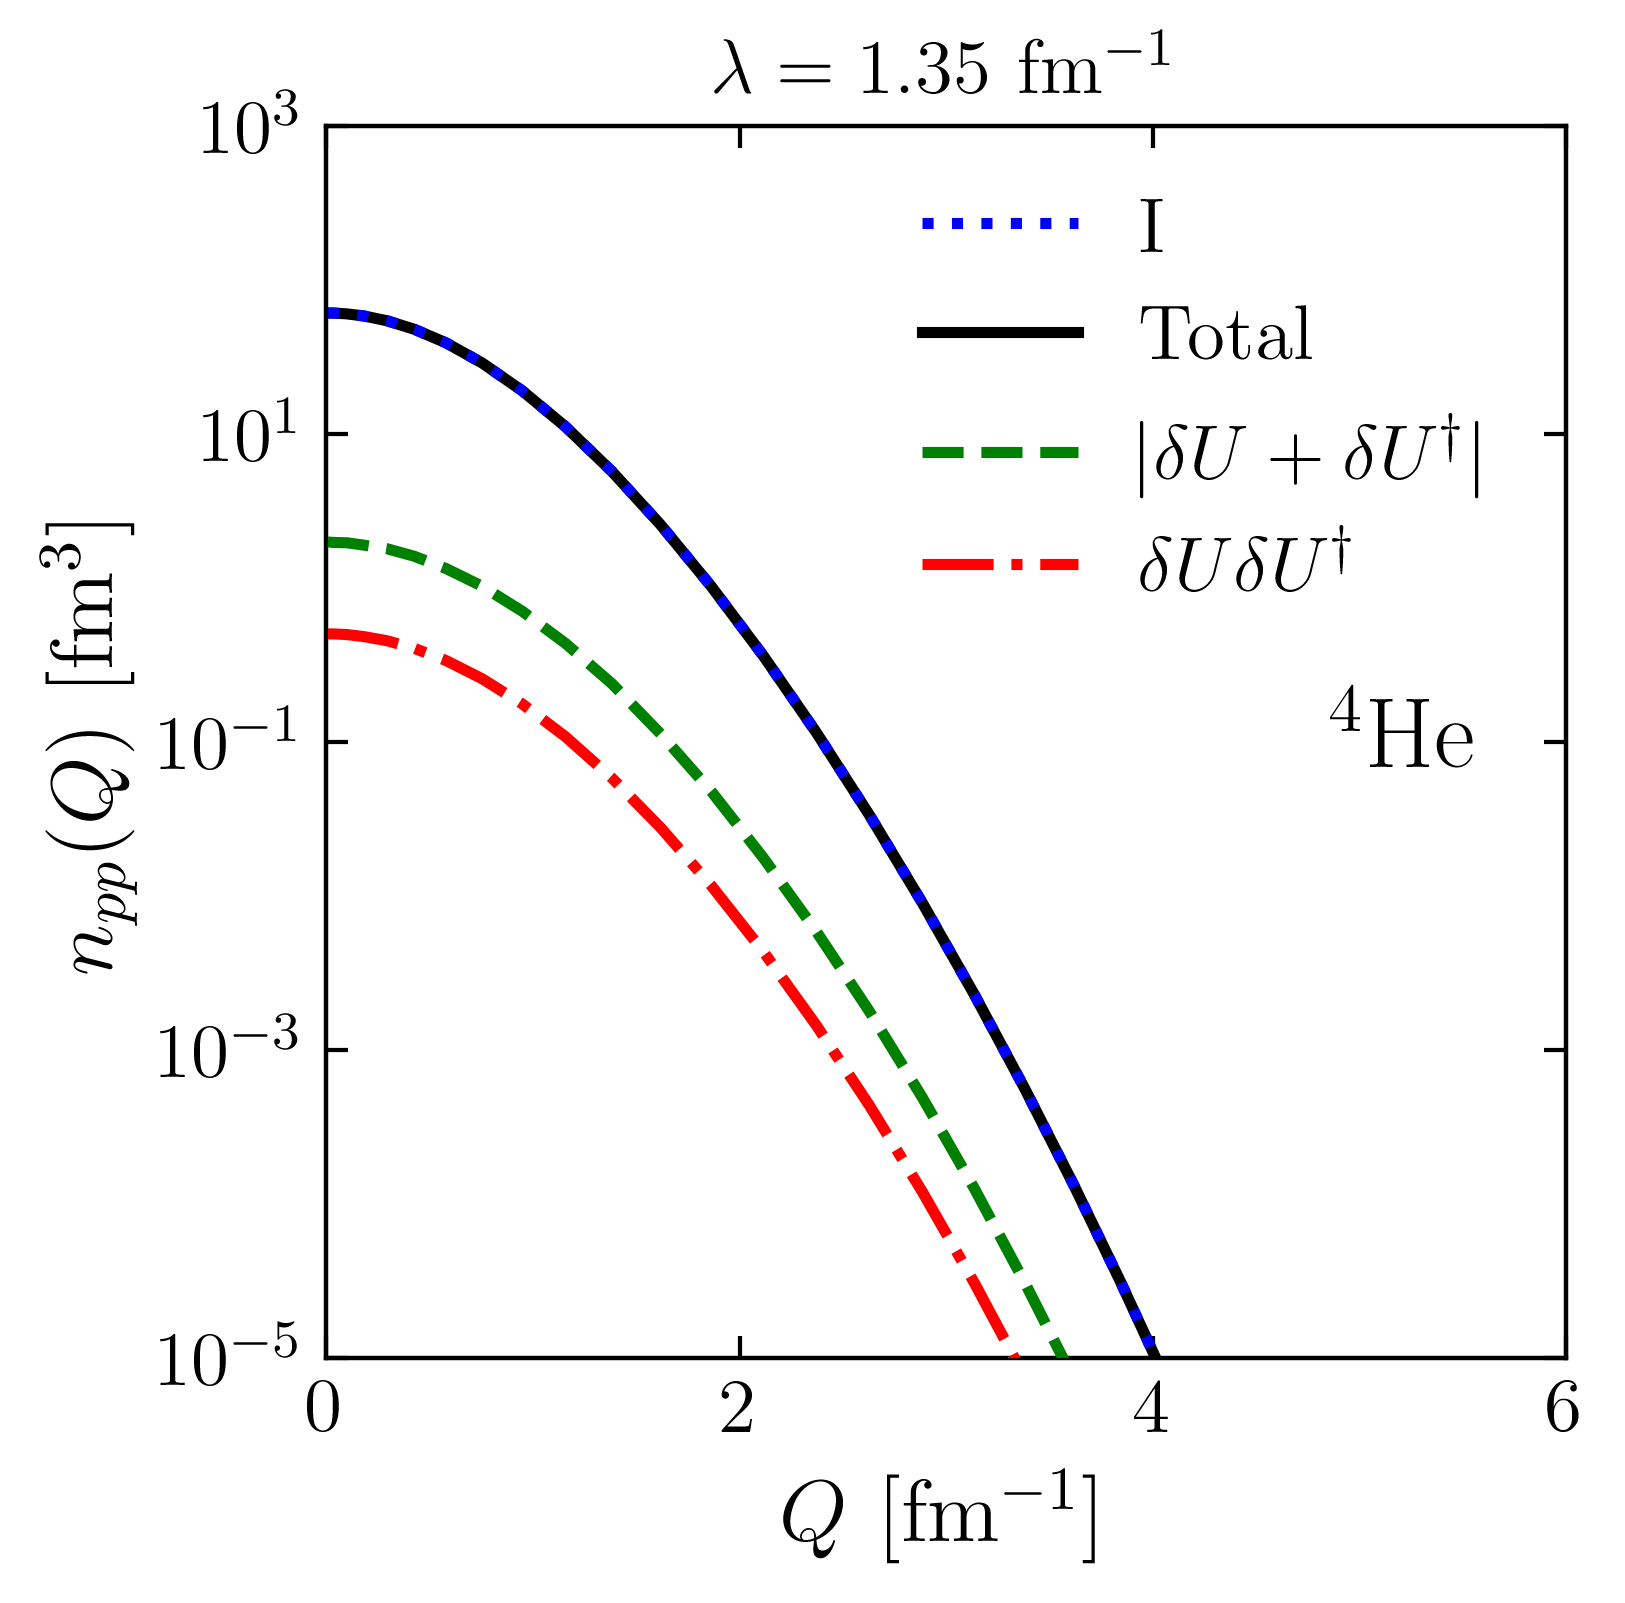 λ = 1.35 fm⁻¹
10³
10¹
10⁻¹
10⁻³
10⁻⁵
n_pp(Q) [fm³]
I
Total
|δU + δU†|
δUδU†
⁴He
0 2 4 6
Q [fm⁻¹]